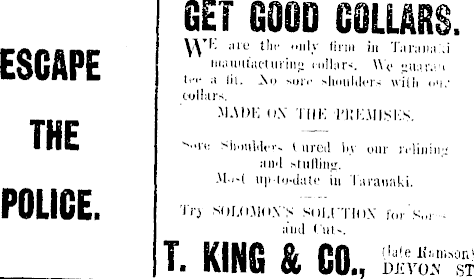 ESCAPE
THE
POLICE.
GET GOOD COLLARS.
WE are the only firm in Taranaki
manufacturing collars. We guaran-
tee a fit. No sore shoulders with our
collars.
MADE ON THE PREMISES.
Sore Shoulders Cured by our relining
and stuffing.
Most up-to-date in Taranaki.
Try SOLOMON'S SOLUTION for Sores
and Cuts.
T. KING & CO., (late Ramson)
DEVON ST